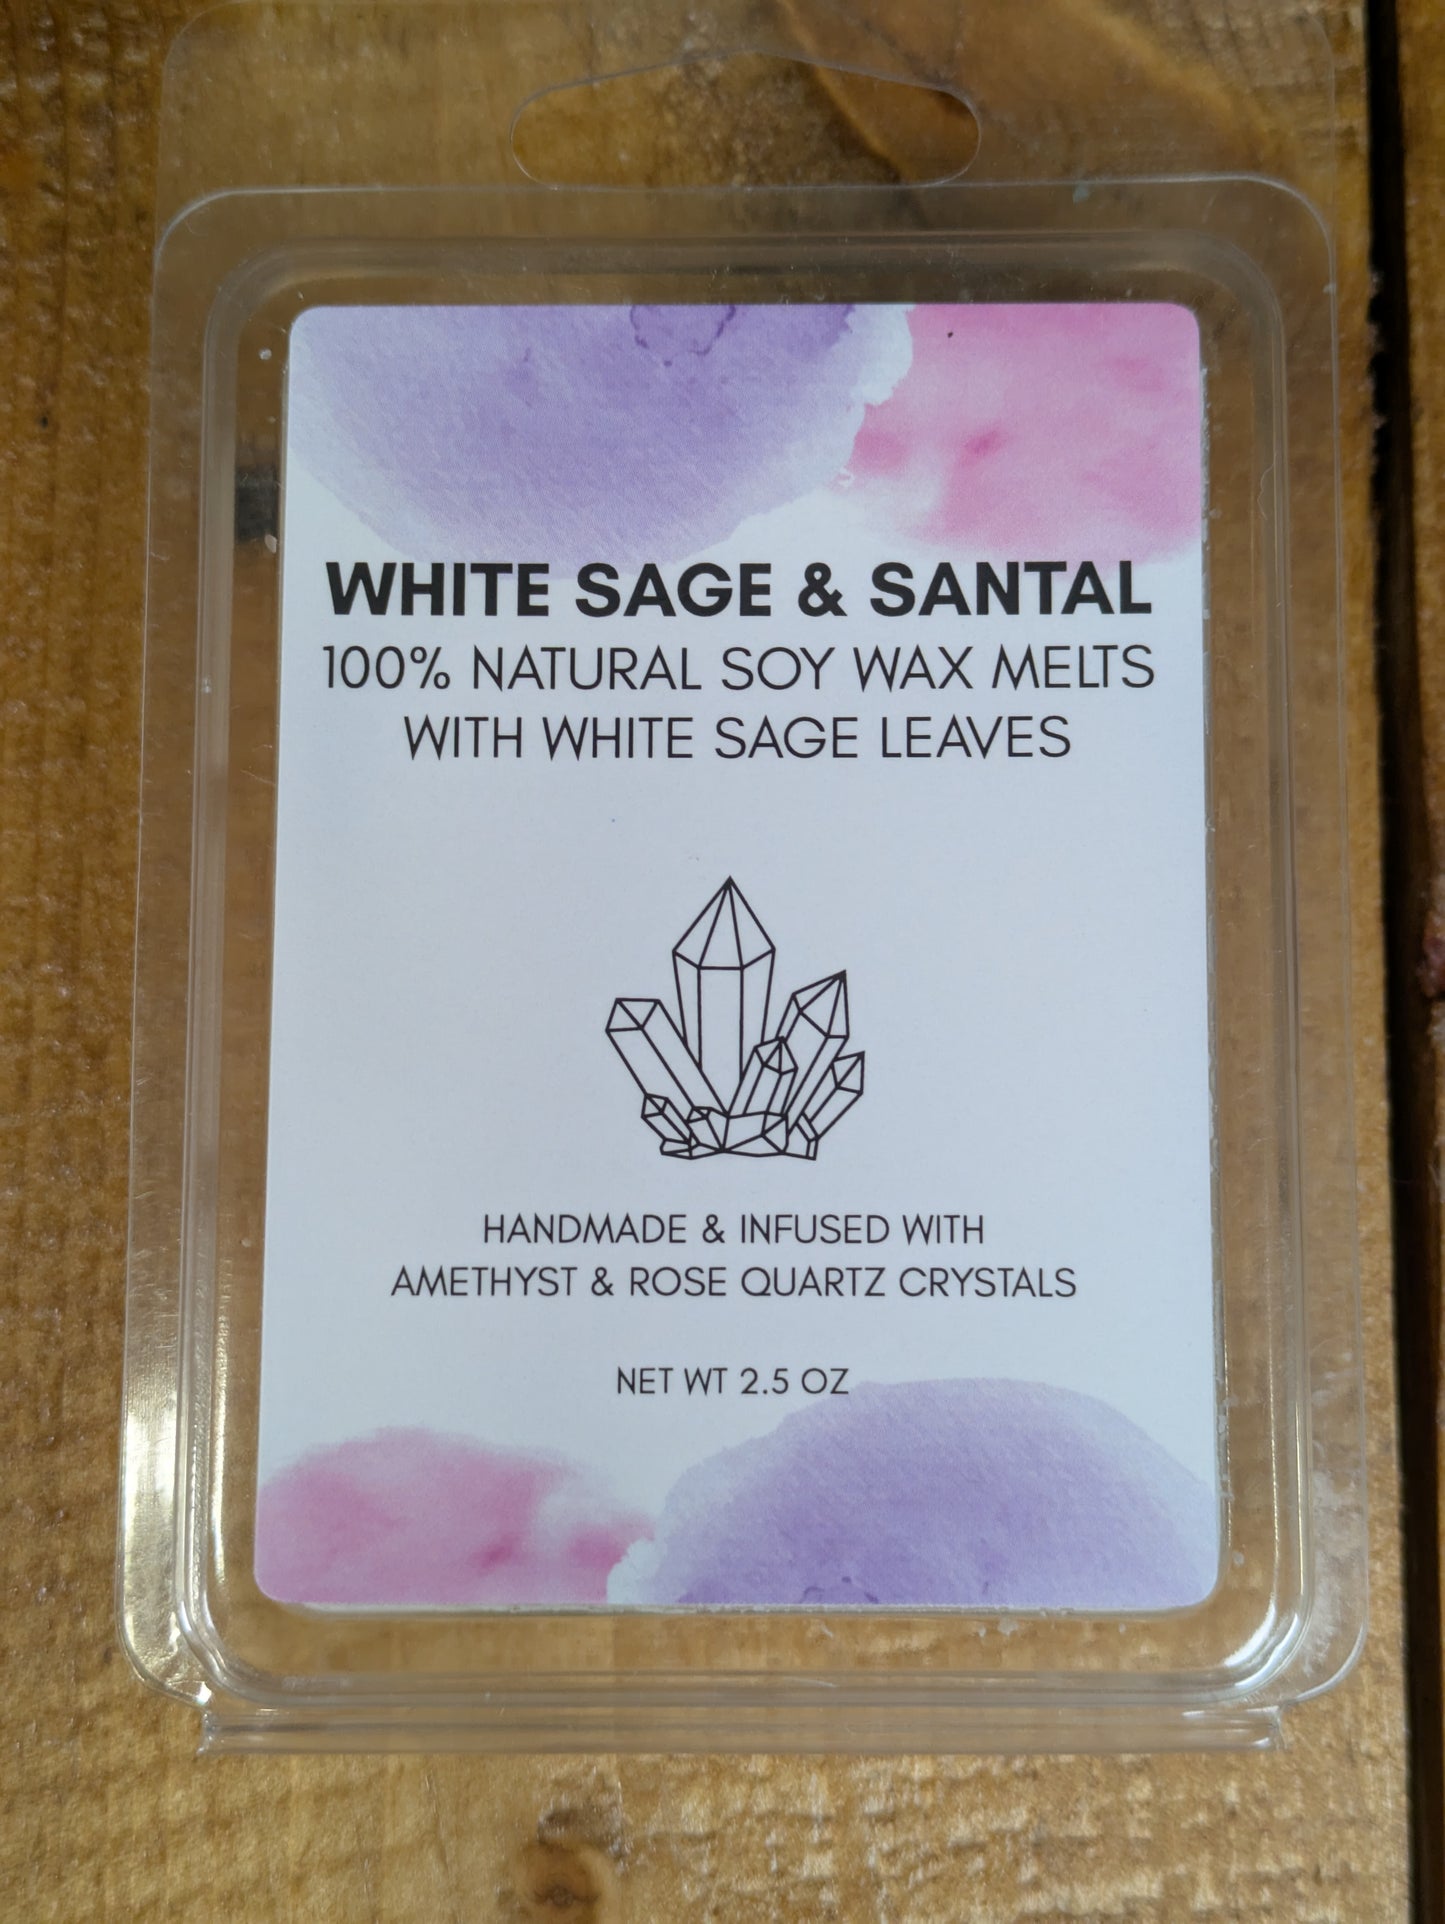 WHITE SAGE & SANTAL
100% NATURAL SOY WAX MELTS
WITH WHITE SAGE LEAVES
HANDMADE & INFUSED WITH
AMETHYST & ROSE QUARTZ CRYSTALS
NET WT 2.5 OZ